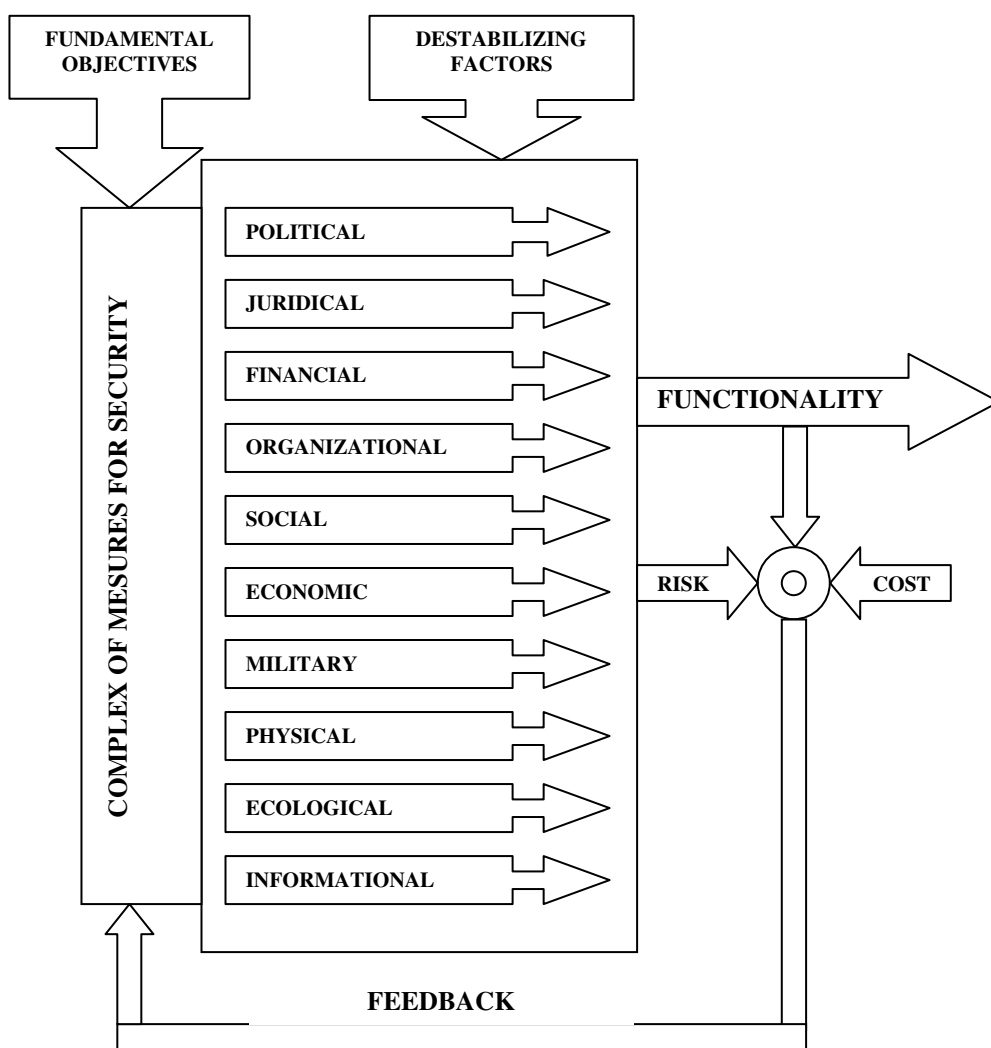 FUNDAMENTAL
OBJECTIVES
DESTABILIZING
FACTORS
COMPLEX OF MESURES FOR SECURITY
POLITICAL
JURIDICAL
FINANCIAL
ORGANIZATIONAL
SOCIAL
ECONOMIC
MILITARY
PHYSICAL
ECOLOGICAL
INFORMATIONAL
FUNCTIONALITY
RISK
COST
FEEDBACK